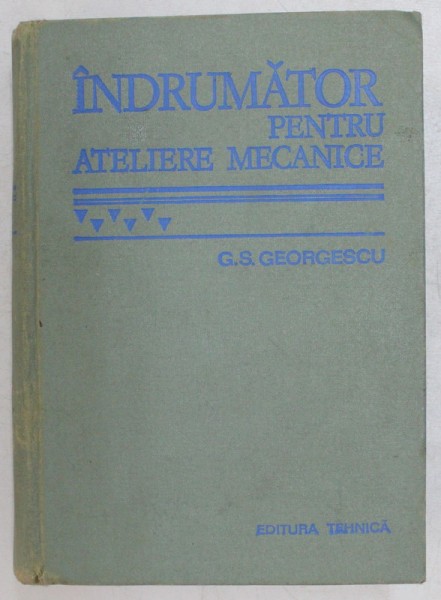 ÎNDRUMĂTOR
PENTRU
ATELIERE MECANICE
G.S. GEORGESCU
EDITURA TEHNICĂ